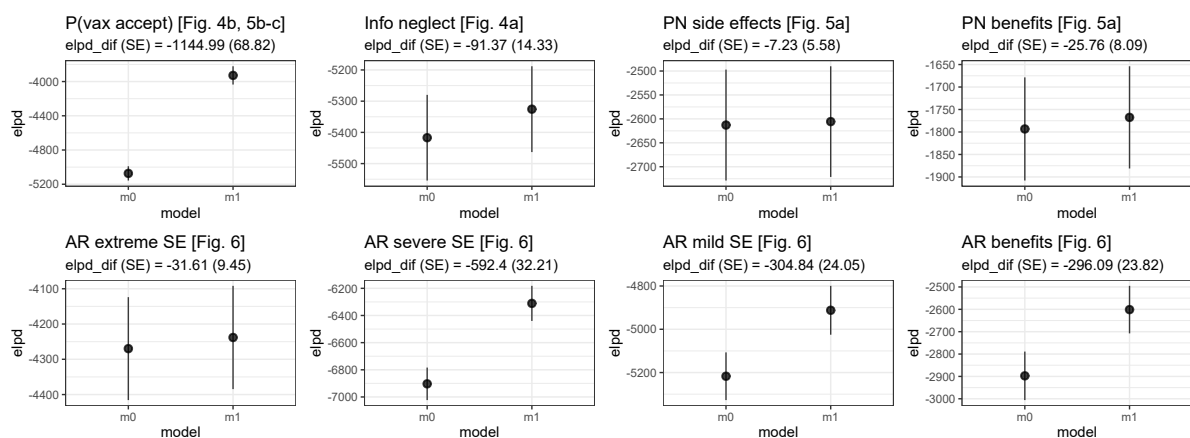 P(vax accept) [Fig. 4b, 5b-c]
elpd_dif (SE) = -1144.99 (68.82)
elpd
-4000
-4400
-4800
-5200
m0 m1
model
Info neglect [Fig. 4a]
elpd_dif (SE) = -91.37 (14.33)
elpd
-5200
-5300
-5400
-5500
m0 m1
model
PN side effects [Fig. 5a]
elpd_dif (SE) = -7.23 (5.58)
elpd
-2500
-2550
-2600
-2650
-2700
m0 m1
model
PN benefits [Fig. 5a]
elpd_dif (SE) = -25.76 (8.09)
elpd
-1650
-1700
-1750
-1800
-1850
-1900
m0 m1
model
AR extreme SE [Fig. 6]
elpd_dif (SE) = -31.61 (9.45)
elpd
-4100
-4200
-4300
-4400
m0 m1
model
AR severe SE [Fig. 6]
elpd_dif (SE) = -592.4 (32.21)
elpd
-6200
-6400
-6600
-6800
-7000
m0 m1
model
AR mild SE [Fig. 6]
elpd_dif (SE) = -304.84 (24.05)
elpd
-4800
-5000
-5200
m0 m1
model
AR benefits [Fig. 6]
elpd_dif (SE) = -296.09 (23.82)
elpd
-2500
-2600
-2700
-2800
-2900
-3000
m0 m1
model